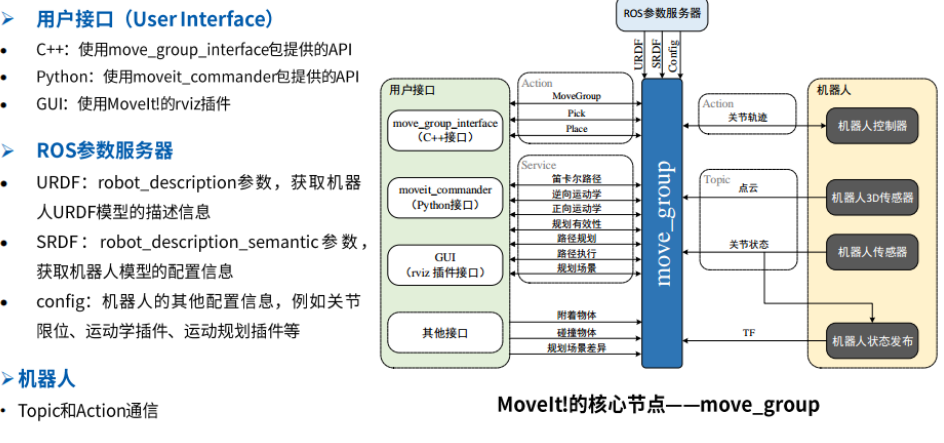 ➢ 用户接口（User Interface）
• C++：使用move_group_interface包提供的API
• Python：使用moveit_commander包提供的API
• GUI：使用MoveIt!的rviz插件
➢ ROS参数服务器
• URDF：robot_description参数，获取机器
人URDF模型的描述信息
• SRDF：robot_description_semantic参数，
获取机器人模型的配置信息
• config：机器人的其他配置信息，例如关节
限位、运动学插件、运动规划插件等
➢ 机器人
• Topic和Action通信
ROS参数服务器
URDF
SRDF
Config
用户接口
move_group_interface
（C++接口）
moveit_commander
（Python接口）
GUI
（rviz 插件接口）
其他接口
Action
MoveGroup
Pick
Place
Service
笛卡尔路径
逆向运动学
正向运动学
规划有效性
路径规划
路径执行
规划场景
附着物体
碰撞物体
规划场景差异
move_group
Action
关节轨迹
Topic
点云
关节状态
TF
机器人
机器人控制器
机器人3D传感器
机器人传感器
机器人状态发布
MoveIt!的核心节点——move_group